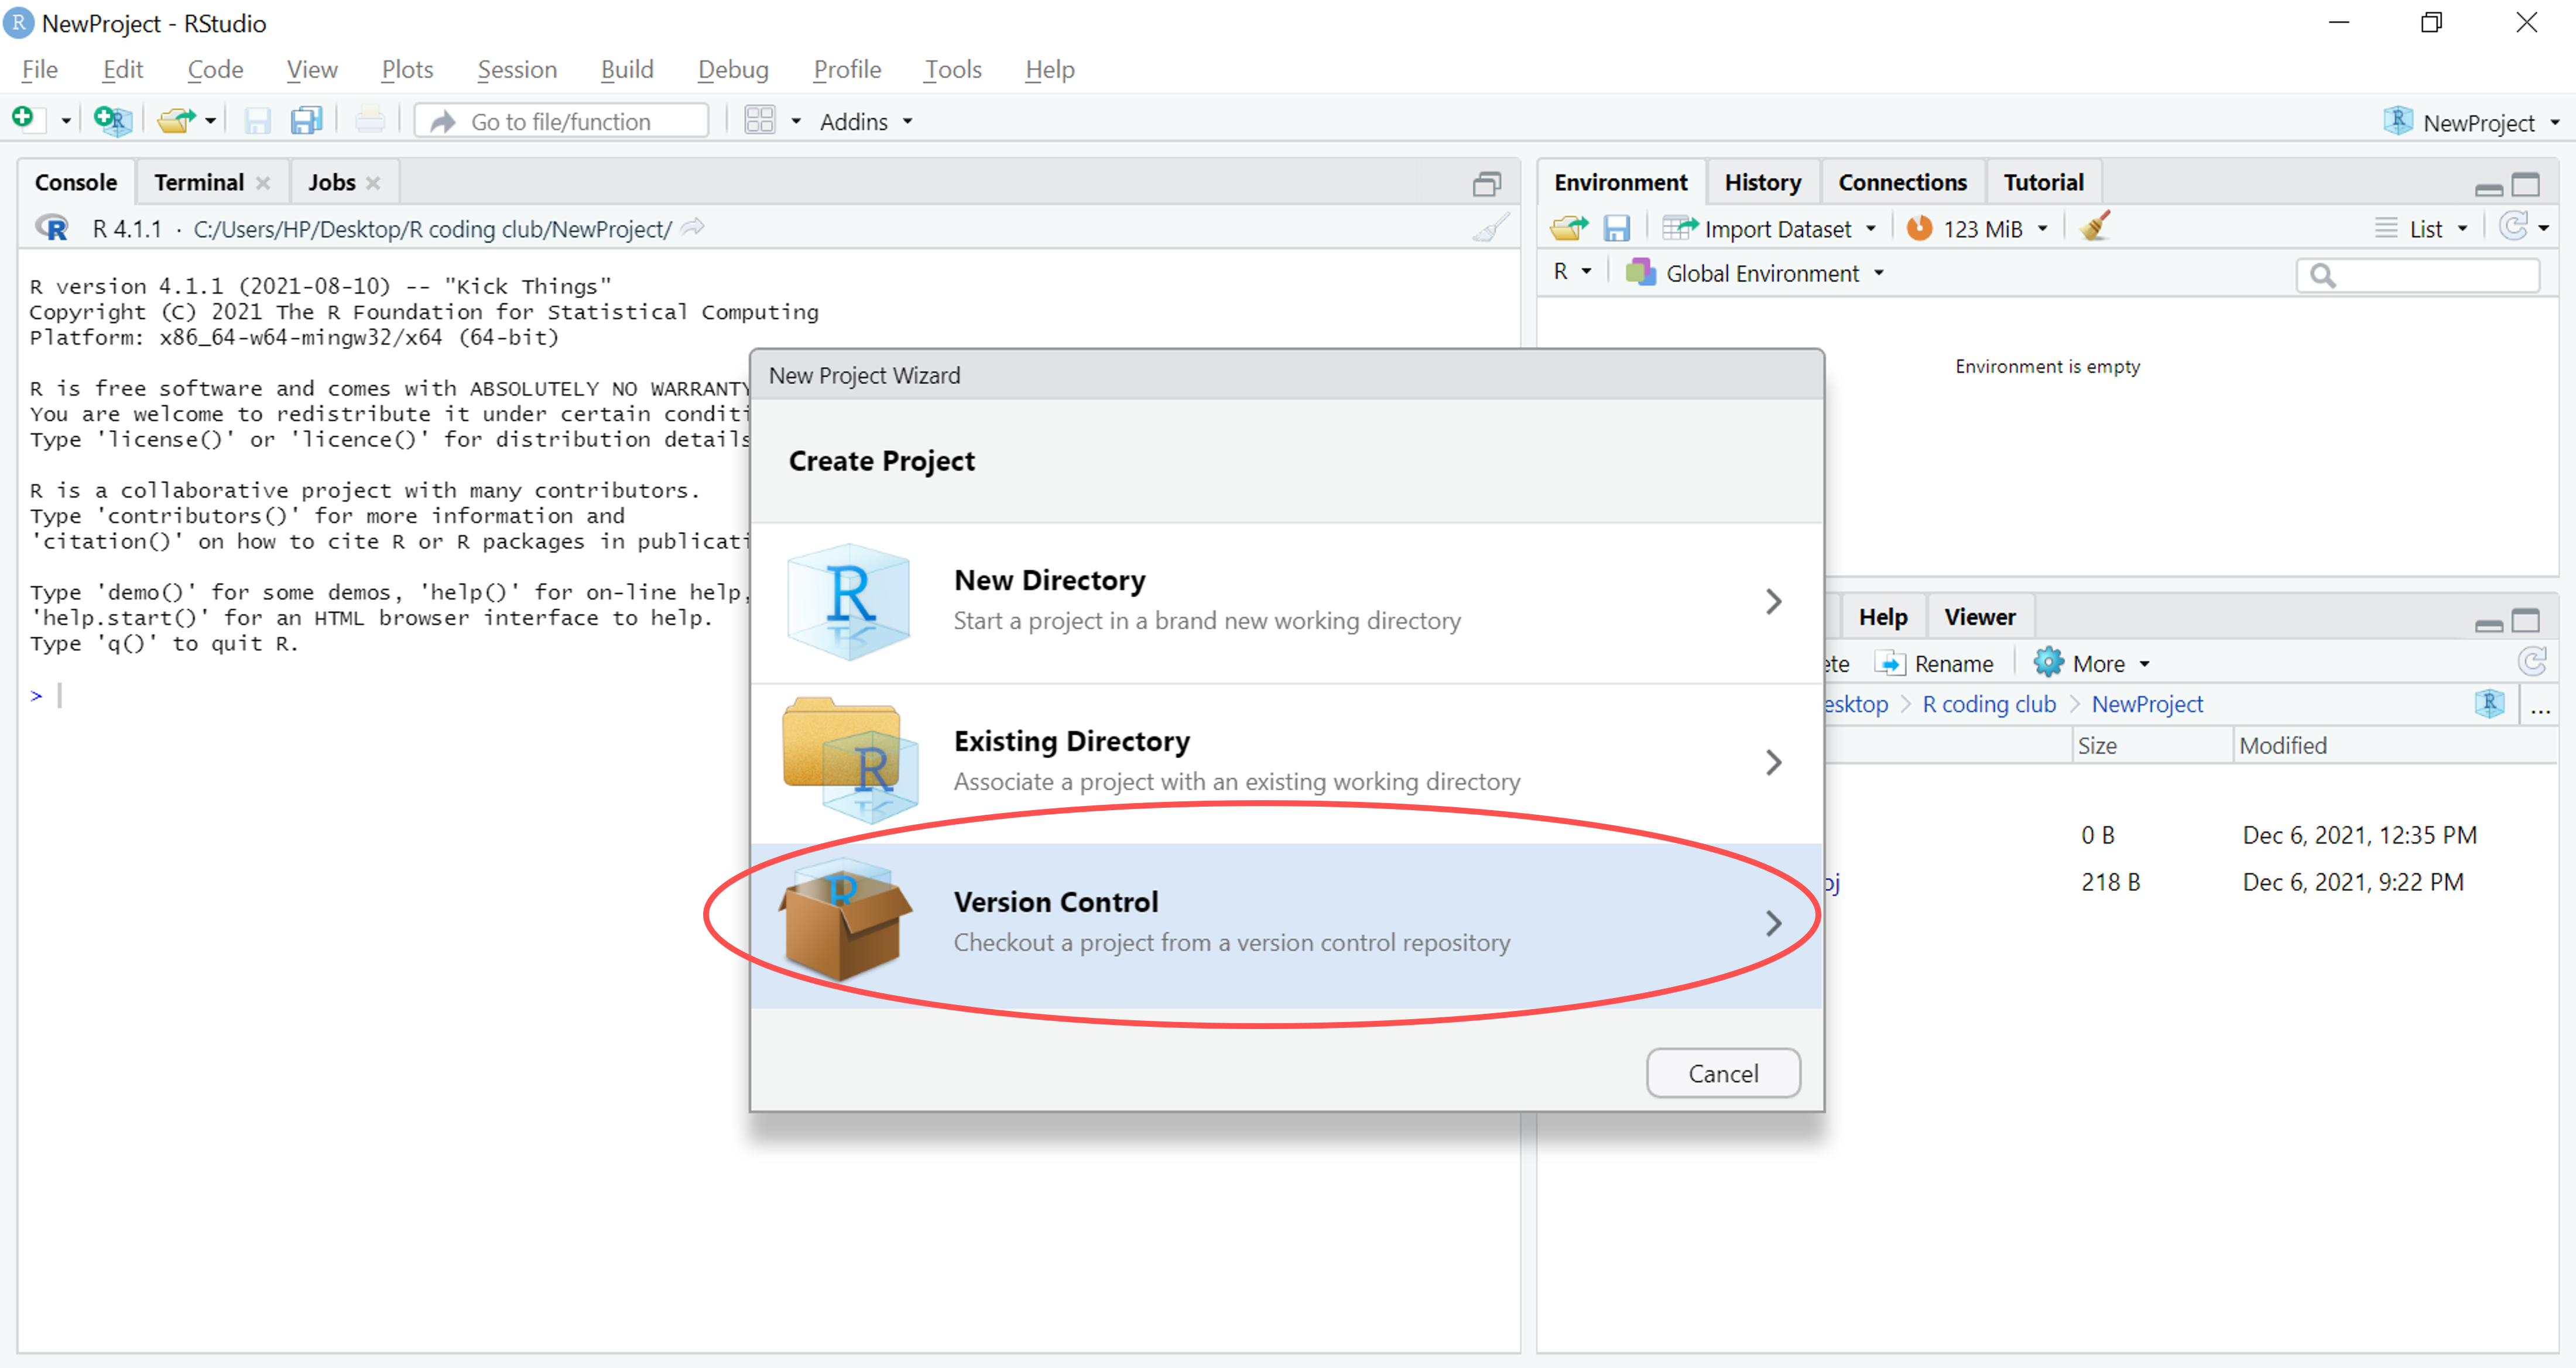 NewProject - RStudio
File Edit Code View Plots Session Build Debug Profile Tools Help
Go to file/function Addins NewProject
Console Terminal Jobs
R 4.1.1 · C:/Users/HP/Desktop/R coding club/NewProject/
R version 4.1.1 (2021-08-10) -- "Kick Things"
Copyright (C) 2021 The R Foundation for Statistical Computing
Platform: x86_64-w64-mingw32/x64 (64-bit)
R is free software and comes with ABSOLUTELY NO WARRANTY
You are welcome to redistribute it under certain conditi
Type 'license()' or 'licence()' for distribution details
R is a collaborative project with many contributors.
Type 'contributors()' for more information and
'citation()' on how to cite R or R packages in publicati
Type 'demo()' for some demos, 'help()' for on-line help,
'help.start()' for an HTML browser interface to help.
Type 'q()' to quit R.
>
New Project Wizard
Create Project
New Directory
Start a project in a brand new working directory
Existing Directory
Associate a project with an existing working directory
Version Control
Checkout a project from a version control repository
Cancel
Environment History Connections Tutorial
Import Dataset 123 MiB List
R Global Environment
Environment is empty
Help Viewer
ete Rename More
esktop R coding club NewProject ...
Size Modified
0 B Dec 6, 2021, 12:35 PM
oj 218 B Dec 6, 2021, 9:22 PM